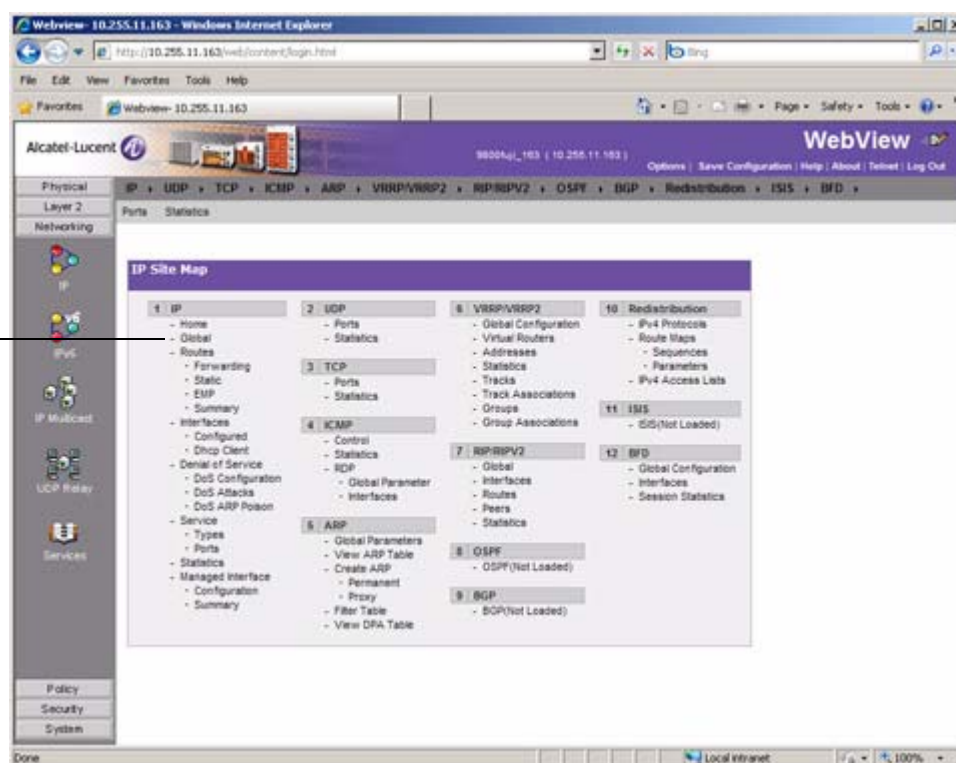 Webview- 10.255.11.163 - Windows Internet Explorer
http://10.255.11.163/web/content/login.html
Bing
File Edit View Favorites Tools Help
Favorites Webview- 10.255.11.163 Page Safety Tools
Alcatel-Lucent
( 10.255.11.163 )
WebView
Options | Save Configuration | Help | About | Telnet | Log Out
Physical
Layer 2
Networking
IP
IPv6
IP Multicast
UDP Relay
Services
Policy
Security
System
IP UDP TCP ICMP ARP VRRP/VRRP2 RIP/RIPV2 OSPF BGP Redistribution ISIS BFD
Ports Statistics
IP Site Map
1 IP
- Home
- Global
- Routes
- Forwarding
- Static
- EMP
- Summary
- Interfaces
- Configured
- Dhcp Client
- Denial of Service
- DoS Configuration
- DoS Attacks
- DoS ARP Poison
- Service
- Types
- Ports
- Statistics
- Managed Interface
- Configuration
- Summary
2 UDP
- Ports
- Statistics
3 TCP
- Ports
- Statistics
4 ICMP
- Control
- Statistics
- RDP
- Global Parameter
- Interfaces
5 ARP
- Global Parameters
- View ARP Table
- Create ARP
- Permanent
- Proxy
- Filter Table
- View DPA Table
6 VRRP/VRRP2
- Global Configuration
- Virtual Routers
- Addresses
- Statistics
- Tracks
- Track Associations
- Groups
- Group Associations
7 RIP/RIPV2
- Global
- Interfaces
- Routes
- Peers
- Statistics
8 OSPF
- OSPF(Not Loaded)
9 BGP
- BGP(Not Loaded)
10 Redistribution
- IPv4 Protocols
- Route Maps
- Sequences
- Parameters
- IPv4 Access Lists
11 ISIS
- ISIS(Not Loaded)
12 BFD
- Global Configuration
- Interfaces
- Session Statistics
Done Local intranet 100%